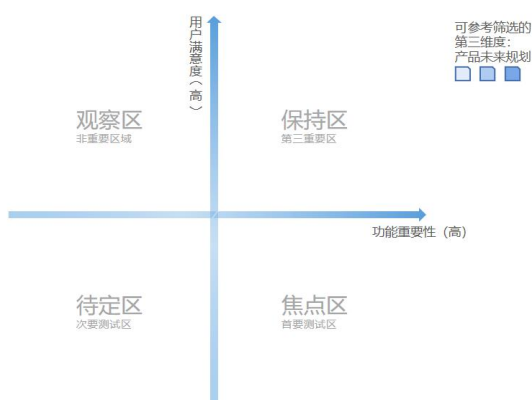 用户满意度（高）
可参考筛选的
第三维度：
产品未来规划
观察区
非重要区域
保持区
第三重要区
功能重要性（高）
待定区
次要测试区
焦点区
首要测试区